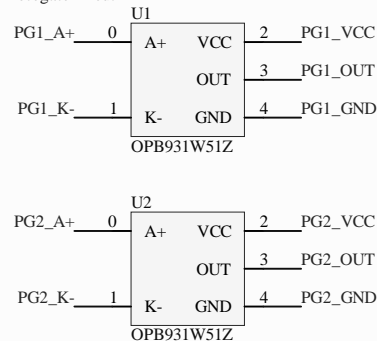 U1
PG1_A+ 0 A+ VCC 2 PG1_VCC
OUT 3 PG1_OUT
PG1_K- 1 K- GND 4 PG1_GND
OPB931W51Z
U2
PG2_A+ 0 A+ VCC 2 PG2_VCC
OUT 3 PG2_OUT
PG2_K- 1 K- GND 4 PG2_GND
OPB931W51Z